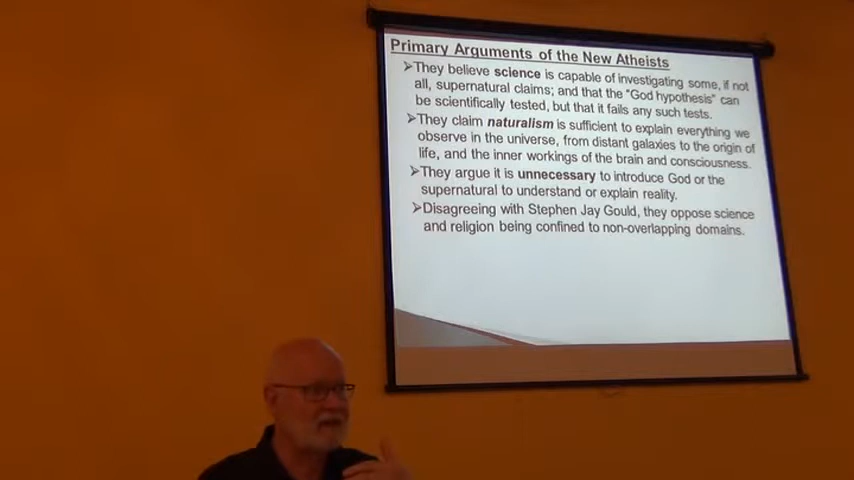 Primary Arguments of the New Atheists
➢They believe science is capable of investigating some, if not
all, supernatural claims; and that the "God hypothesis" can
be scientifically tested, but that it fails any such tests.
➢They claim naturalism is sufficient to explain everything we
observe in the universe, from distant galaxies to the origin of
life, and the inner workings of the brain and consciousness.
➢They argue it is unnecessary to introduce God or the
supernatural to understand or explain reality.
➢Disagreeing with Stephen Jay Gould, they oppose science
and religion being confined to non-overlapping domains.